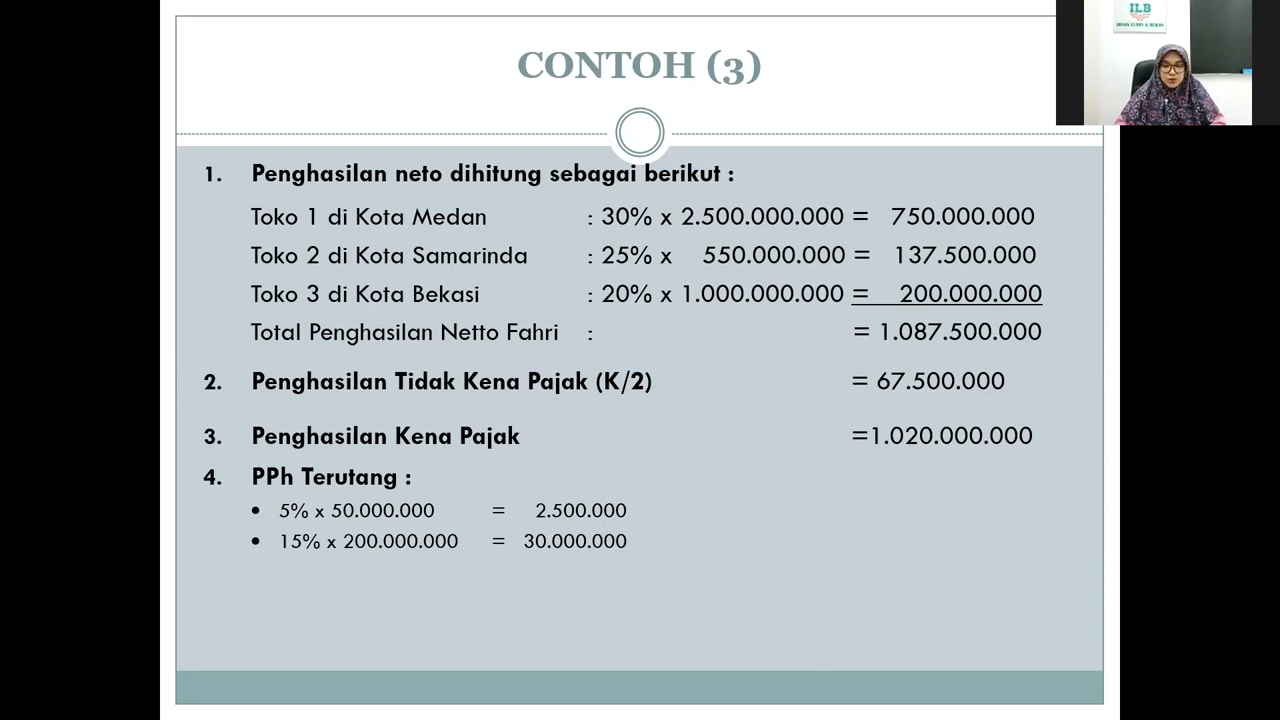 CONTOH (3)
ILB
1. Penghasilan neto dihitung sebagai berikut :
Toko 1 di Kota Medan : 30% x 2.500.000.000 = 750.000.000
Toko 2 di Kota Samarinda : 25% x 550.000.000 = 137.500.000
Toko 3 di Kota Bekasi : 20% x 1.000.000.000 = 200.000.000
Total Penghasilan Netto Fahri : = 1.087.500.000
2. Penghasilan Tidak Kena Pajak (K/2) = 67.500.000
3. Penghasilan Kena Pajak =1.020.000.000
4. PPh Terutang :
• 5% x 50.000.000 = 2.500.000
• 15% x 200.000.000 = 30.000.000